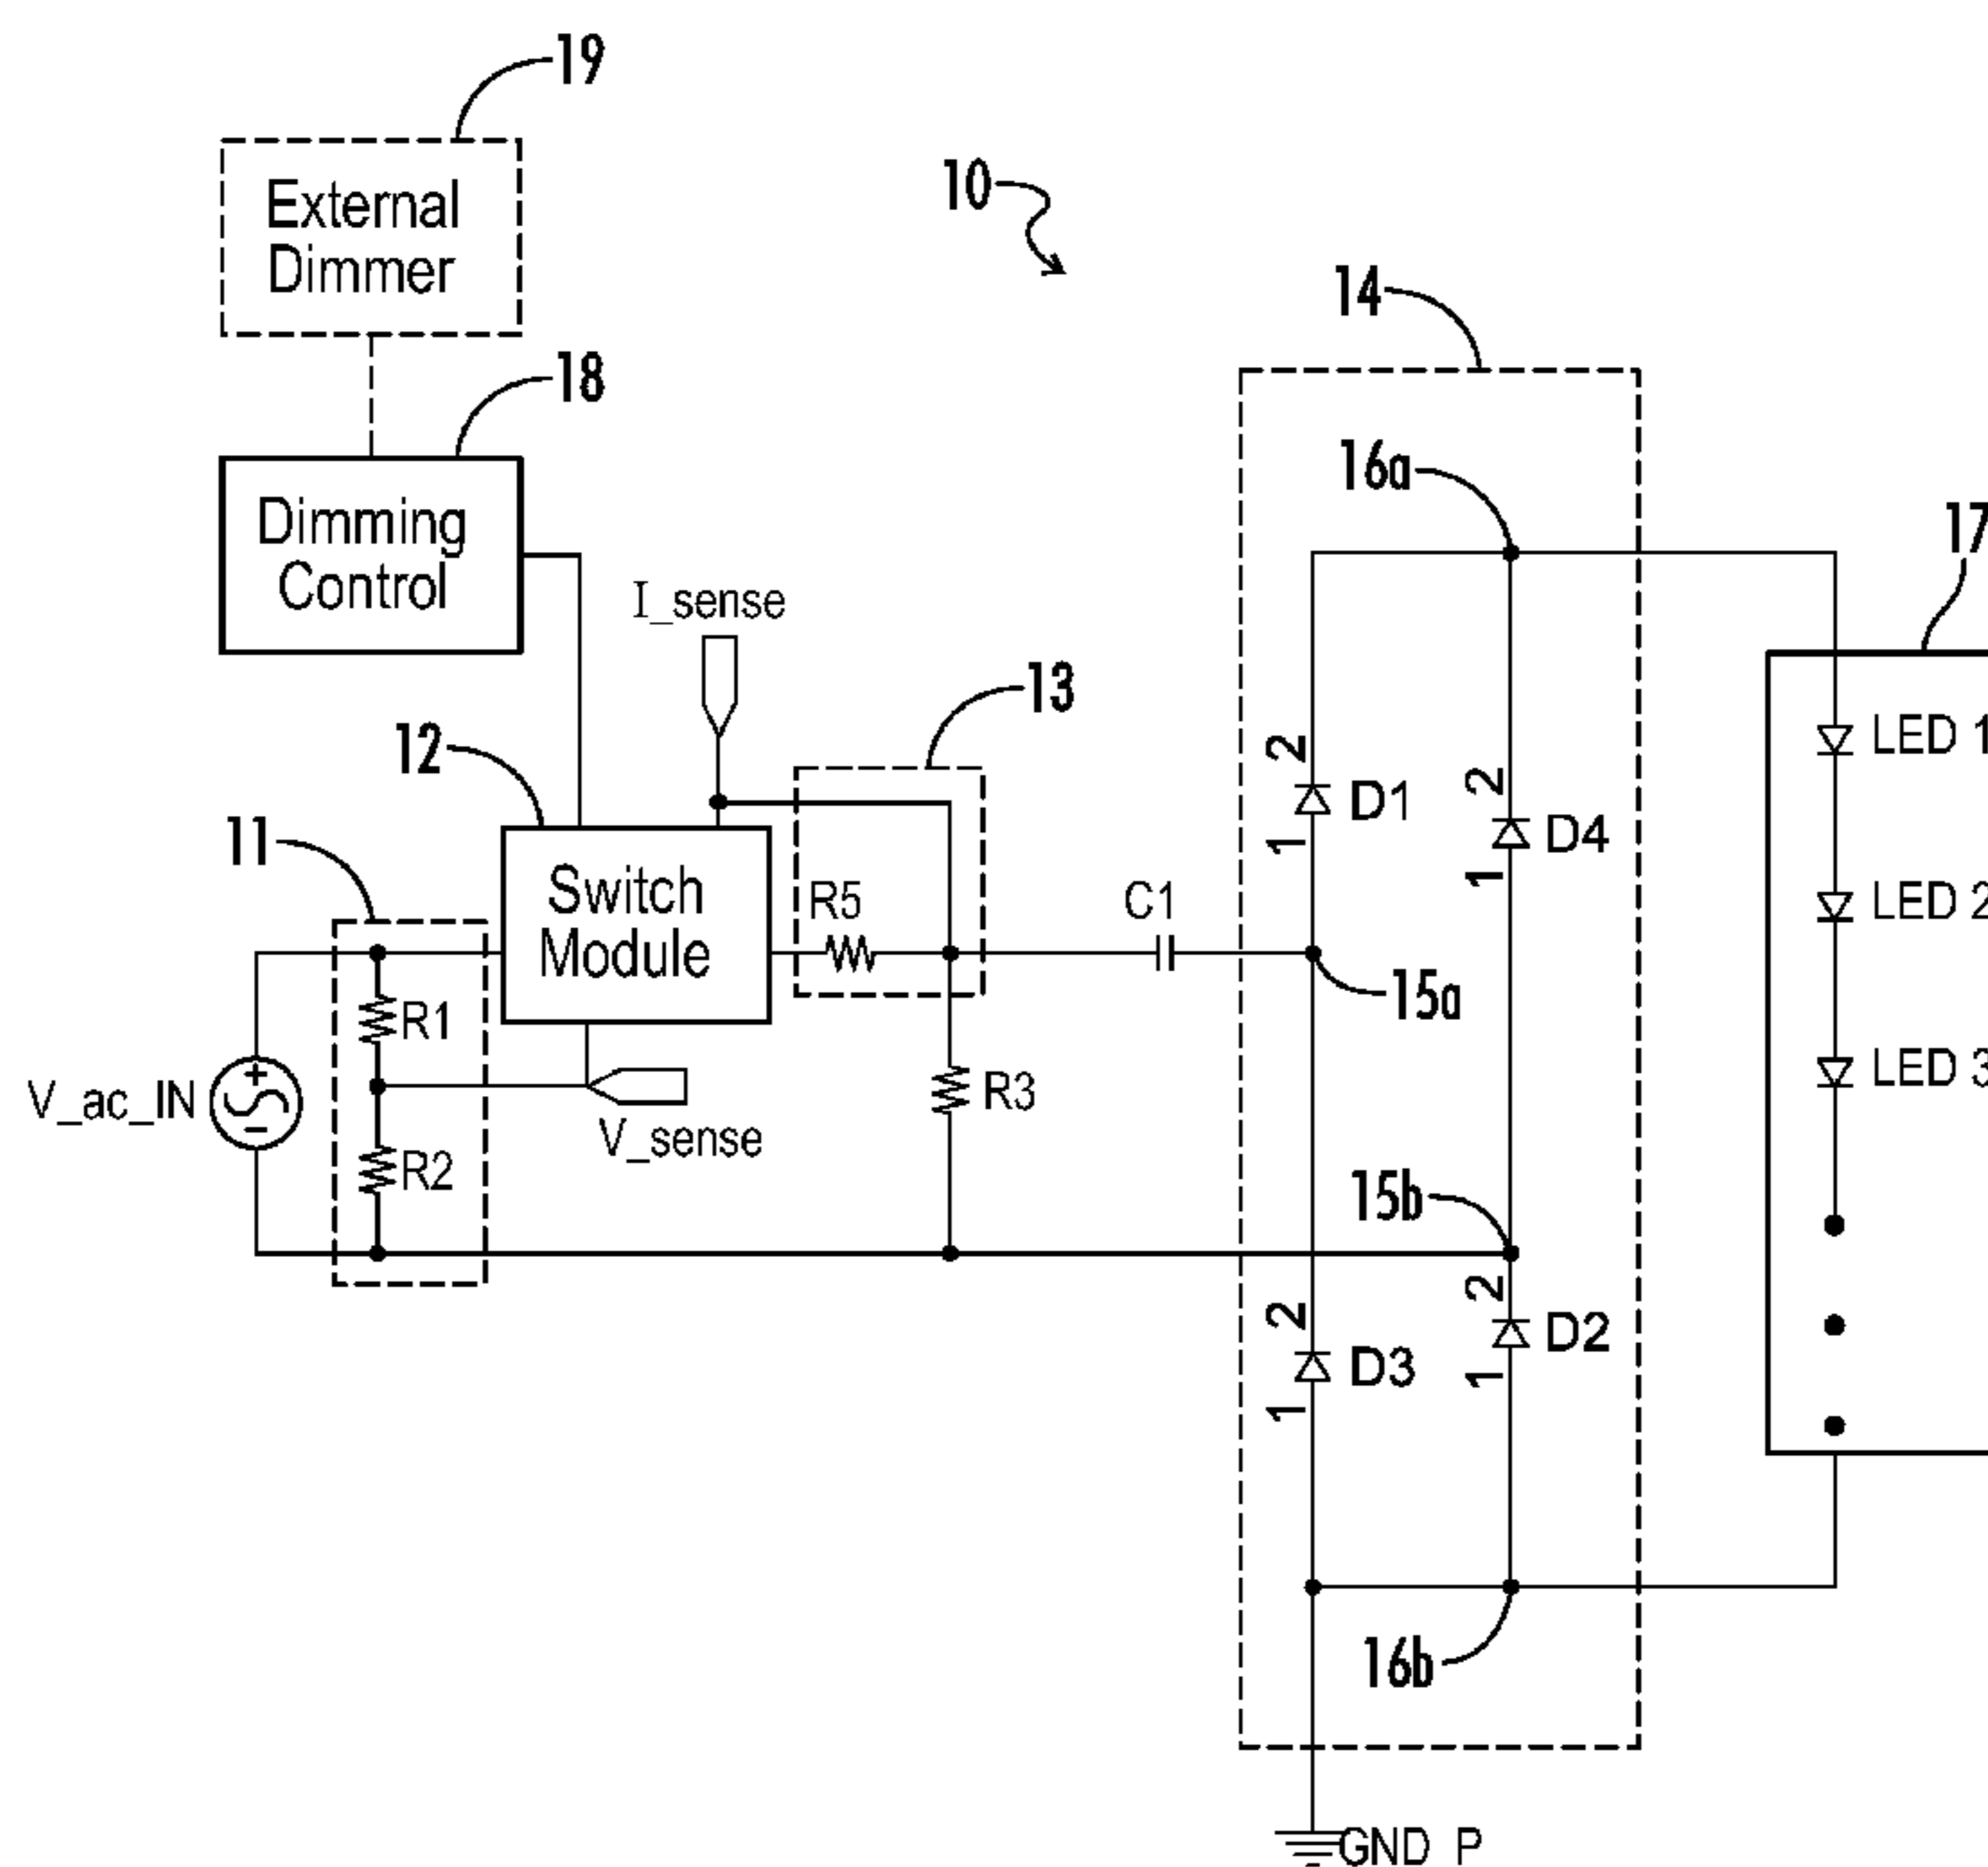 19
External
Dimmer
10
14
18
16a
Dimming
Control
17
I_sense
13
12
LED 1
2
2
D1
D4
11
1
1
Switch
Module
R5
C1
LED 2
15a
R1
R3
LED 3
V_ac_IN
+
-
V_sense
R2
15b
2
2
D2
D3
1
1
16b
GND P